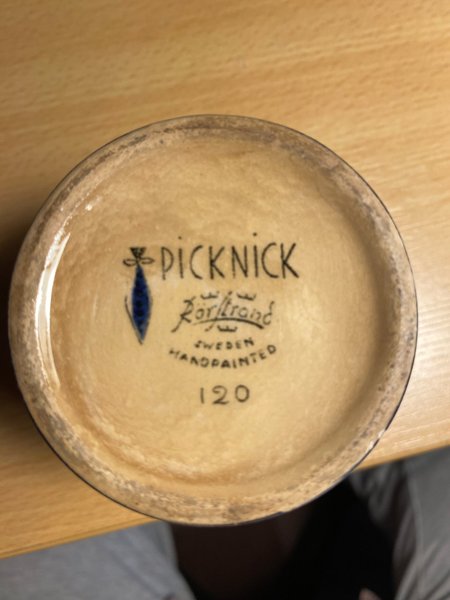 PiCKNiCK
Rörstrand
SWEDEN
HANDPAINTED
120